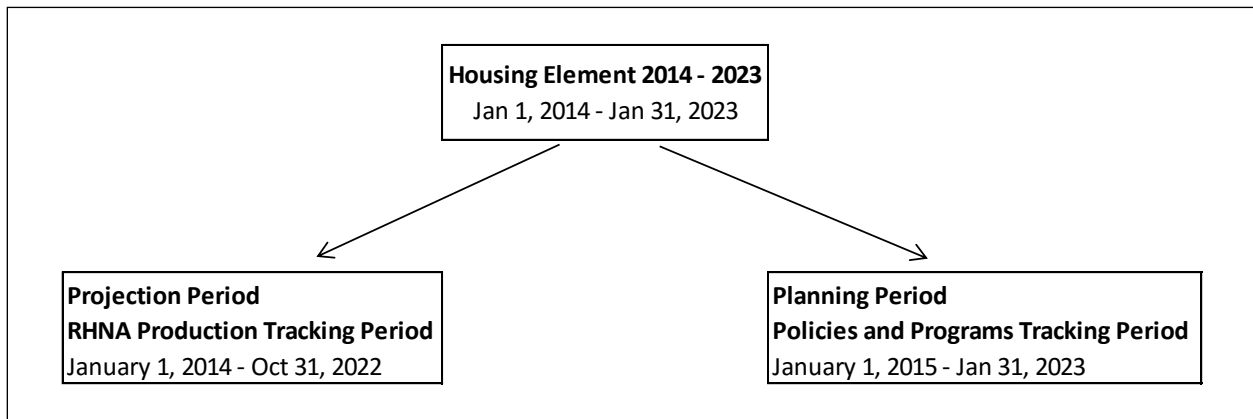 Housing Element 2014 - 2023
Jan 1, 2014 - Jan 31, 2023
Projection Period
RHNA Production Tracking Period
January 1, 2014 - Oct 31, 2022
Planning Period
Policies and Programs Tracking Period
January 1, 2015 - Jan 31, 2023